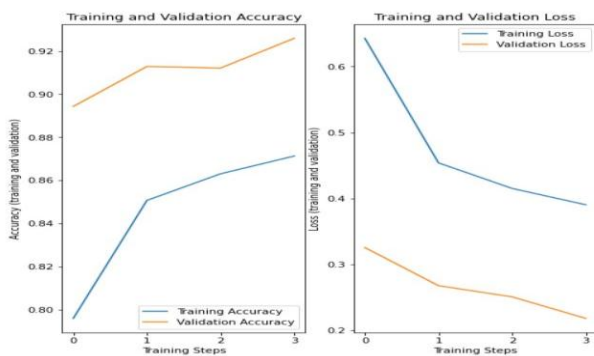 Training and Validation Accuracy
Accuracy (training and validation)
0.92
0.90
0.88
0.86
0.84
0.82
0.80
Training Accuracy
Validation Accuracy
0
1
2
3
Training Steps
Training and Validation Loss
Loss (training and validation)
Training Loss
Validation Loss
0.6
0.5
0.4
0.3
0.2
0
1
2
3
Training Steps